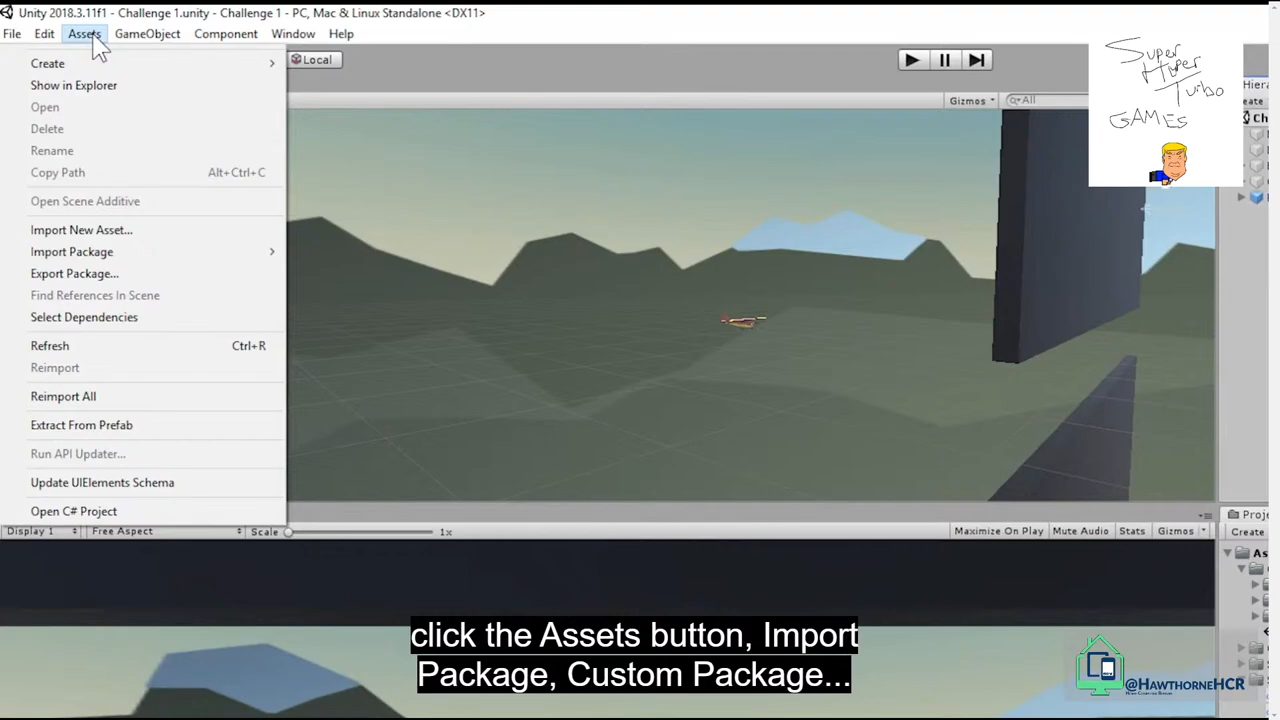 Unity 2018.3.11f1 - Challenge 1.unity - Challenge 1 - PC, Mac & Linux Standalone <DX11>
File Edit Assets GameObject Component Window Help
Create
Show in Explorer
Open
Delete
Rename
Copy Path Alt+Ctrl+C
Open Scene Additive
Import New Asset...
Import Package
Export Package...
Find References In Scene
Select Dependencies
Refresh Ctrl+R
Reimport
Reimport All
Extract From Prefab
Run API Updater...
Update UIElements Schema
Open C# Project
Local
Gizmos All
Super
Hyper
Turbo
GAMES
Display 1 Free Aspect Scale 1x Maximize On Play Mute Audio Stats Gizmos
Create
click the Assets button, Import
Package, Custom Package...
@HawthorneHCR